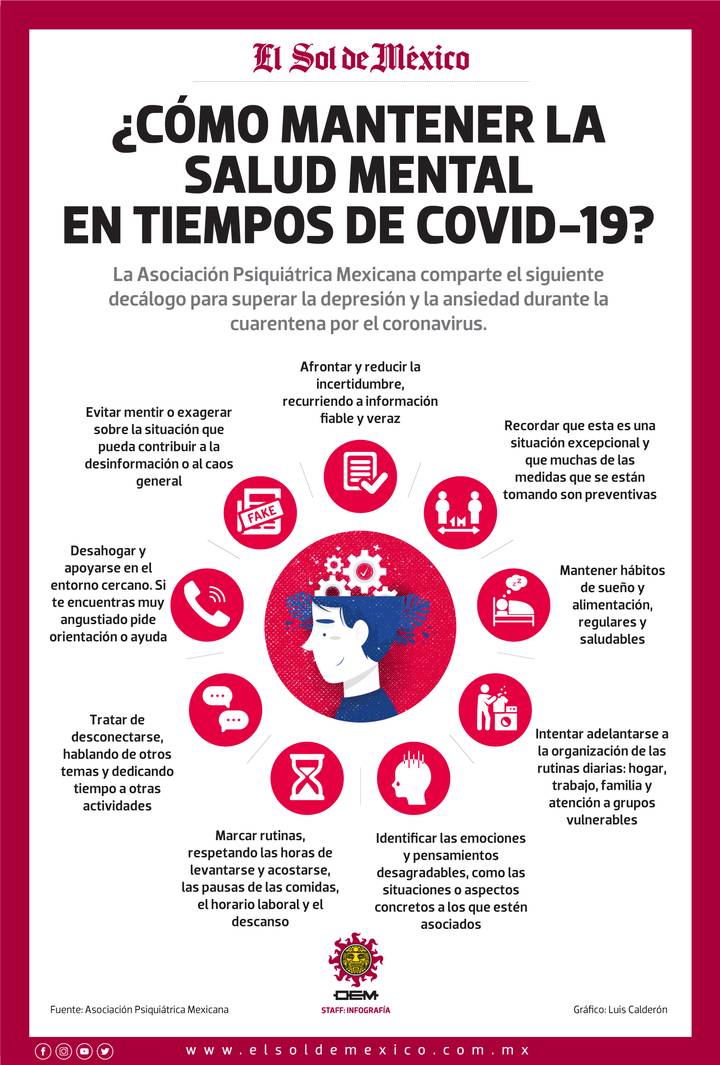 El Sol de México
¿CÓMO MANTENER LA
SALUD MENTAL
EN TIEMPOS DE COVID-19?
La Asociación Psiquiátrica Mexicana comparte el siguiente
decálogo para superar la depresión y la ansiedad durante la
cuarentena por el coronavirus.
Afrontar y reducir la
incertidumbre,
recurriendo a información
fiable y veraz
Recordar que esta es una
situación excepcional y
que muchas de las
medidas que se están
tomando son preventivas
1M
Mantener hábitos
de sueño y
alimentación,
regulares y
saludables
zzz
Intentar adelantarse a
la organización de las
rutinas diarias: hogar,
trabajo, familia y
atención a grupos
vulnerables
Identificar las emociones
y pensamientos
desagradables, como las
situaciones o aspectos
concretos a los que estén
asociados
Marcar rutinas,
respetando las horas de
levantarse y acostarse,
las pausas de las comidas,
el horario laboral y el
descanso
Tratar de
desconectarse,
hablando de otros
temas y dedicando
tiempo a otras
actividades
Desahogar y
apoyarse en el
entorno cercano. Si
te encuentras muy
angustiado pide
orientación o ayuda
Evitar mentir o exagerar
sobre la situación que
pueda contribuir a la
desinformación o al caos
general
FAKE
OEM
STAFF: INFOGRAFÍA
Fuente: Asociación Psiquiátrica Mexicana
Gráfico: Luis Calderón
www.elsoldemexico.com.mx